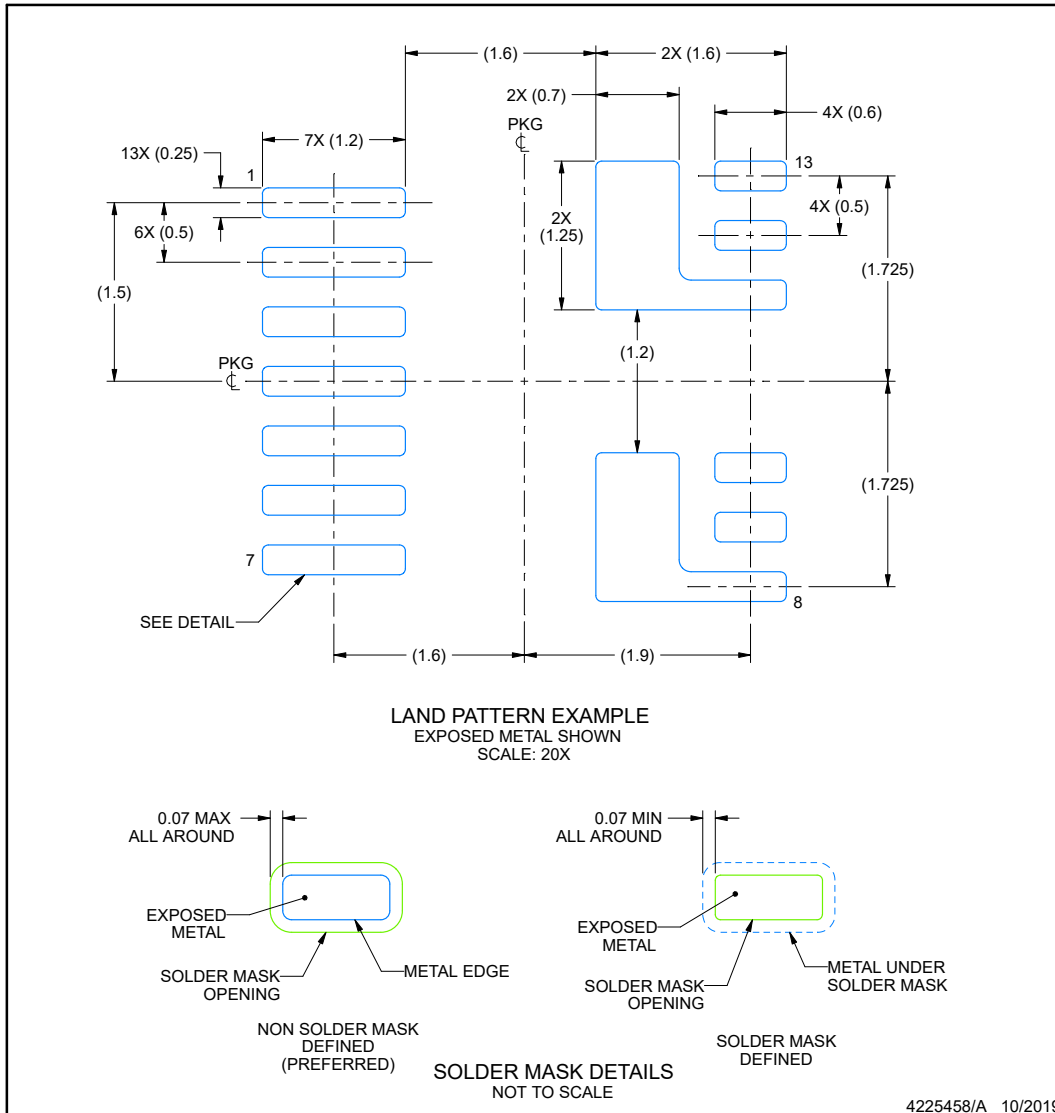 (1.6)
2X (1.6)
2X (0.7)
4X (0.6)
PKG
℄
7X (1.2)
13X (0.25)
1
13
6X (0.5)
2X
(1.25)
4X (0.5)
(1.5)
(1.725)
(1.2)
PKG
℄
(1.725)
7
8
SEE DETAIL
(1.6)
(1.9)
LAND PATTERN EXAMPLE
EXPOSED METAL SHOWN
SCALE: 20X
0.07 MAX
ALL AROUND
EXPOSED
METAL
SOLDER MASK
OPENING
METAL EDGE
NON SOLDER MASK
DEFINED
(PREFERRED)
0.07 MIN
ALL AROUND
EXPOSED
METAL
SOLDER MASK
OPENING
METAL UNDER
SOLDER MASK
SOLDER MASK
DEFINED
SOLDER MASK DETAILS
NOT TO SCALE
4225458/A 10/2019